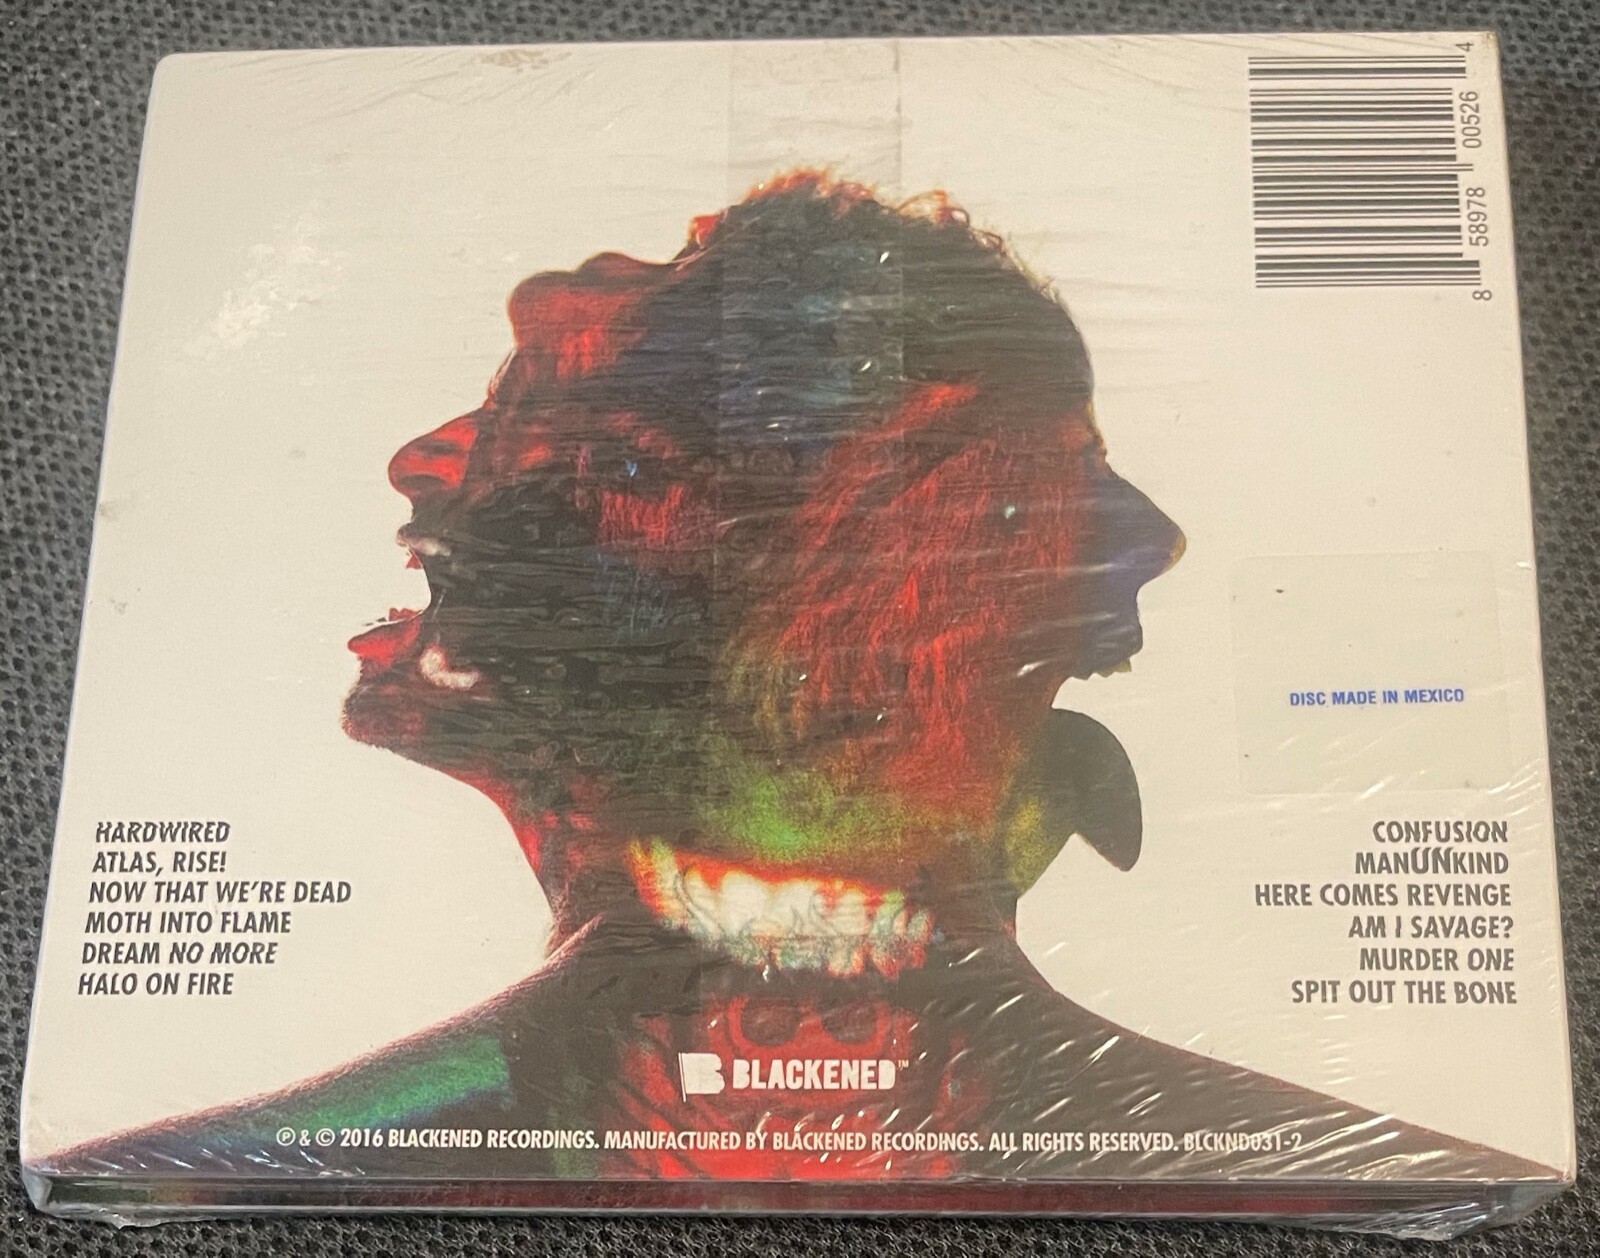 8 58978 00526 4
DISC MADE IN MEXICO
HARDWIRED
ATLAS, RISE!
NOW THAT WE'RE DEAD
MOTH INTO FLAME
DREAM NO MORE
HALO ON FIRE
CONFUSION
MANUNKIND
HERE COMES REVENGE
AM I SAVAGE?
MURDER ONE
SPIT OUT THE BONE
B BLACKENED™
℗ & © 2016 BLACKENED RECORDINGS. MANUFACTURED BY BLACKENED RECORDINGS. ALL RIGHTS RESERVED. BLCKND031-2